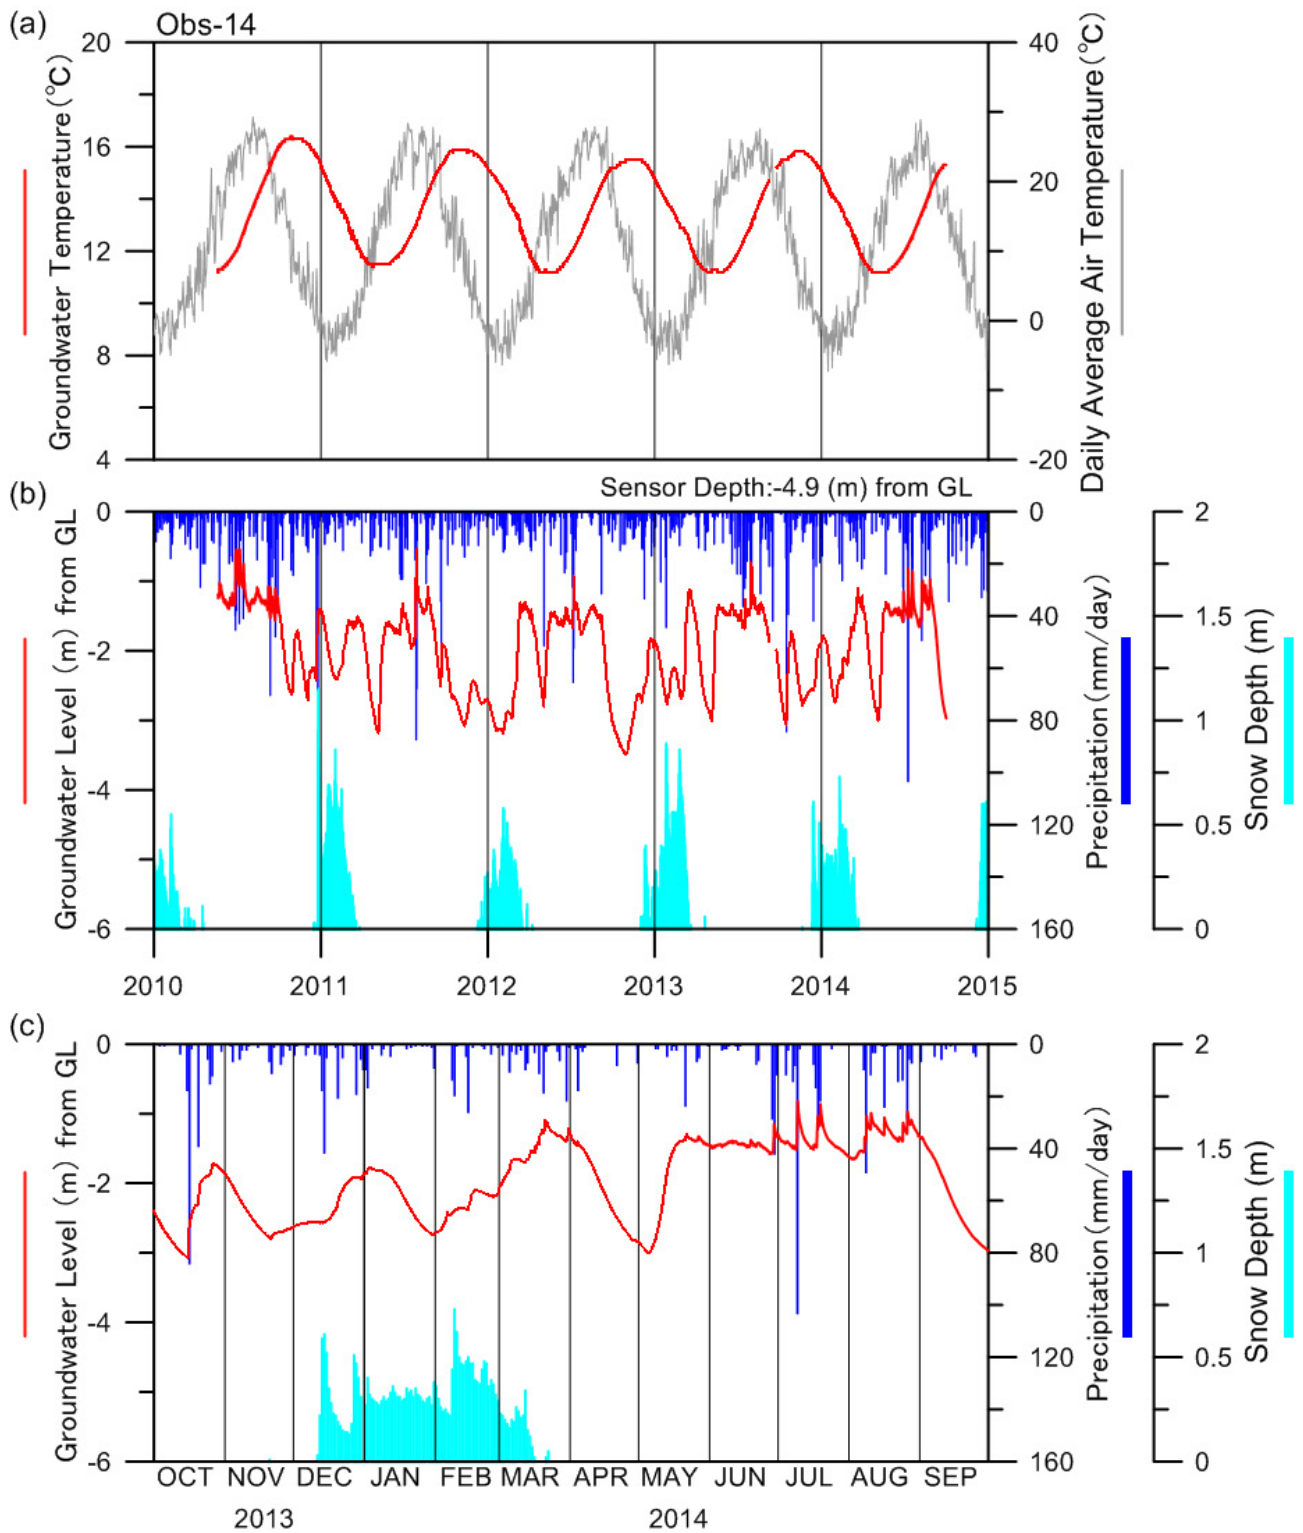 (a)
Obs-14
Groundwater Temperature(℃)
20
16
12
8
4
40
20
0
-20
Daily Average Air Temperature(℃)
(b)
Sensor Depth:-4.9 (m) from GL
Groundwater Level (m) from GL
0
-2
-4
-6
0
40
80
120
160
Precipitation(mm/day)
2
1.5
1
0.5
0
Snow Depth (m)
2010 2011 2012 2013 2014 2015
(c)
Groundwater Level (m) from GL
0
-2
-4
-6
0
40
80
120
160
Precipitation(mm/day)
2
1.5
1
0.5
0
Snow Depth (m)
OCT NOV DEC JAN FEB MAR APR MAY JUN JUL AUG SEP
2013 2014